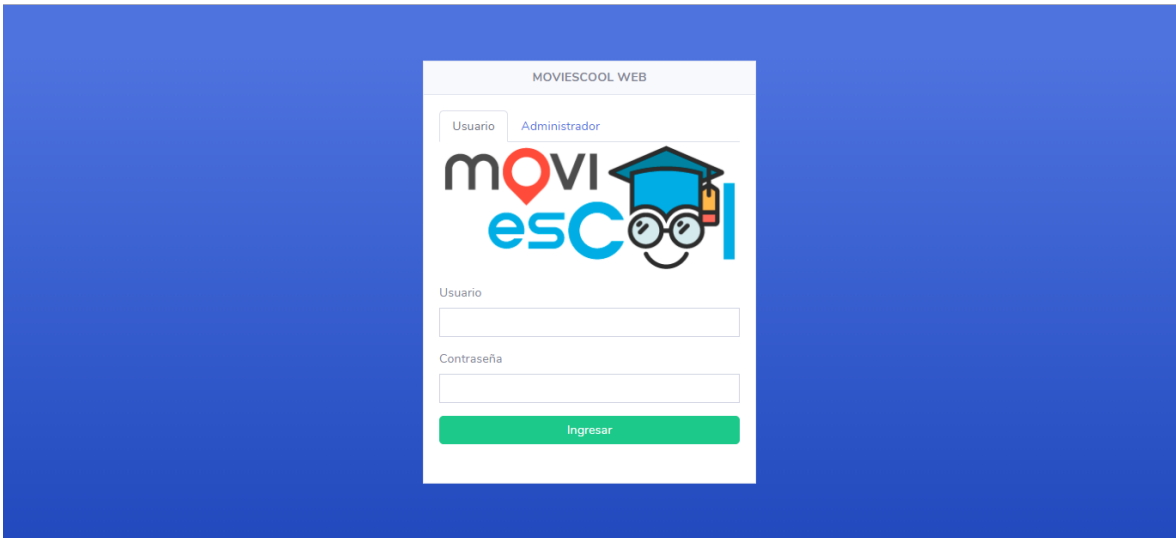 MOVIESCOOL WEB
Usuario Administrador
movi
escool
Usuario
Contraseña
Ingresar